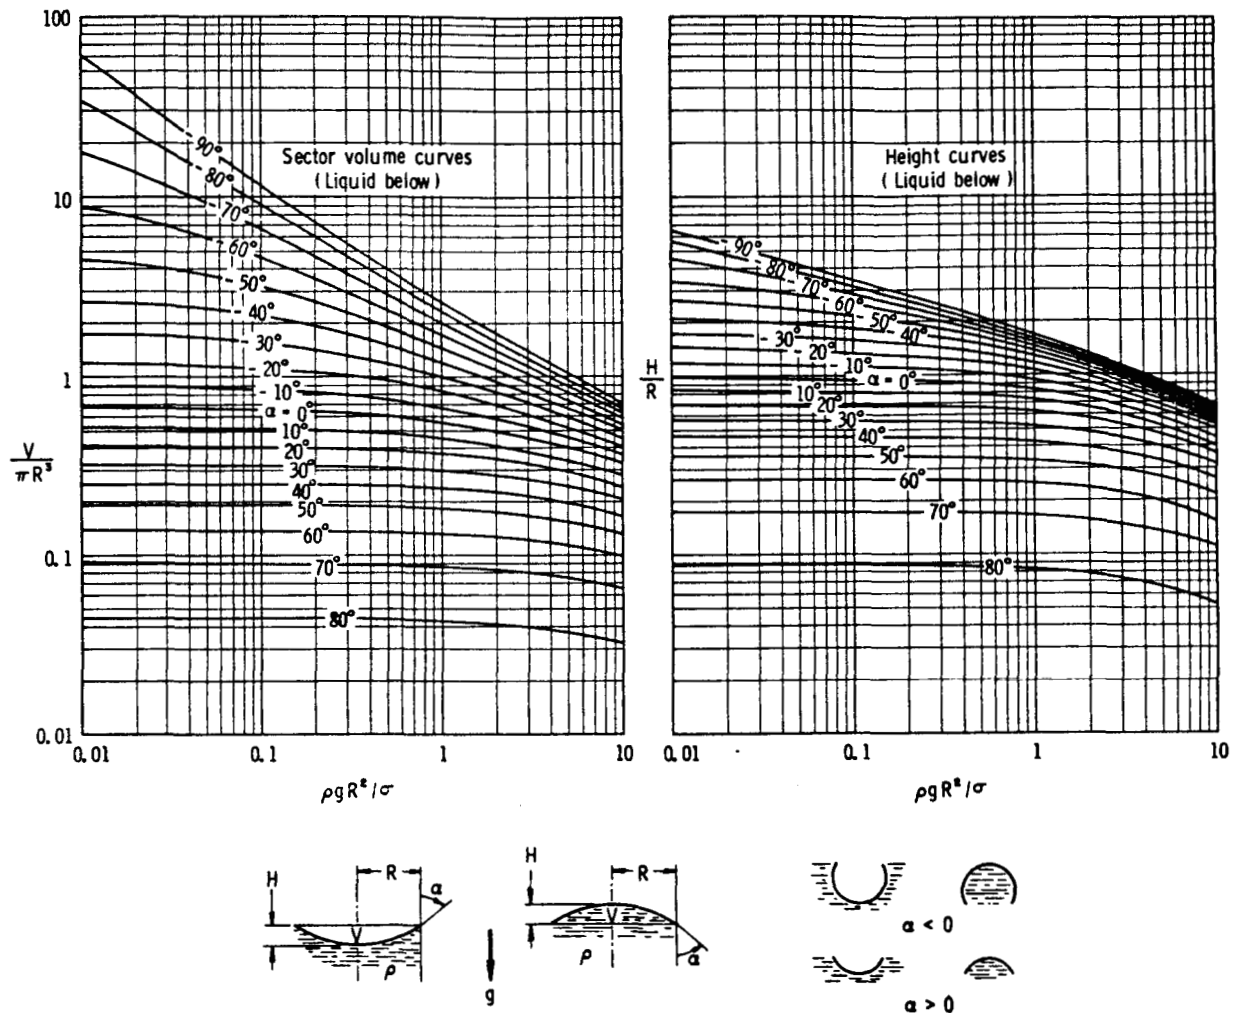 100
10
1
0.1
0.01
V
πR³
Sector volume curves
(Liquid below)
-90°
-80°
-70°
-60°
-50°
-40°
-30°
-20°
-10°
α = 0°
10°
20°
30°
40°
50°
60°
70°
80°
0.01
0.1
1
10
ρgR²/σ
H
R
Height curves
(Liquid below)
-90°
-80°
-70°
-60°
-50°
-40°
-30°
-20°
-10°
α = 0°
10°
20°
30°
40°
50°
60°
70°
80°
0.01
0.1
1
10
ρgR²/σ
H
R
α
V
ρ
g
H
R
V
ρ
α
α < 0
α > 0